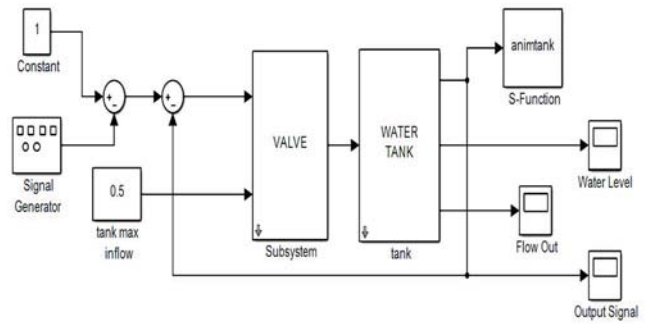 1
Constant
Signal
Generator
0.5
tank max
inflow
VALVE
Subsystem
WATER
TANK
tank
animtank
S-Function
Water Level
Flow Out
Output Signal